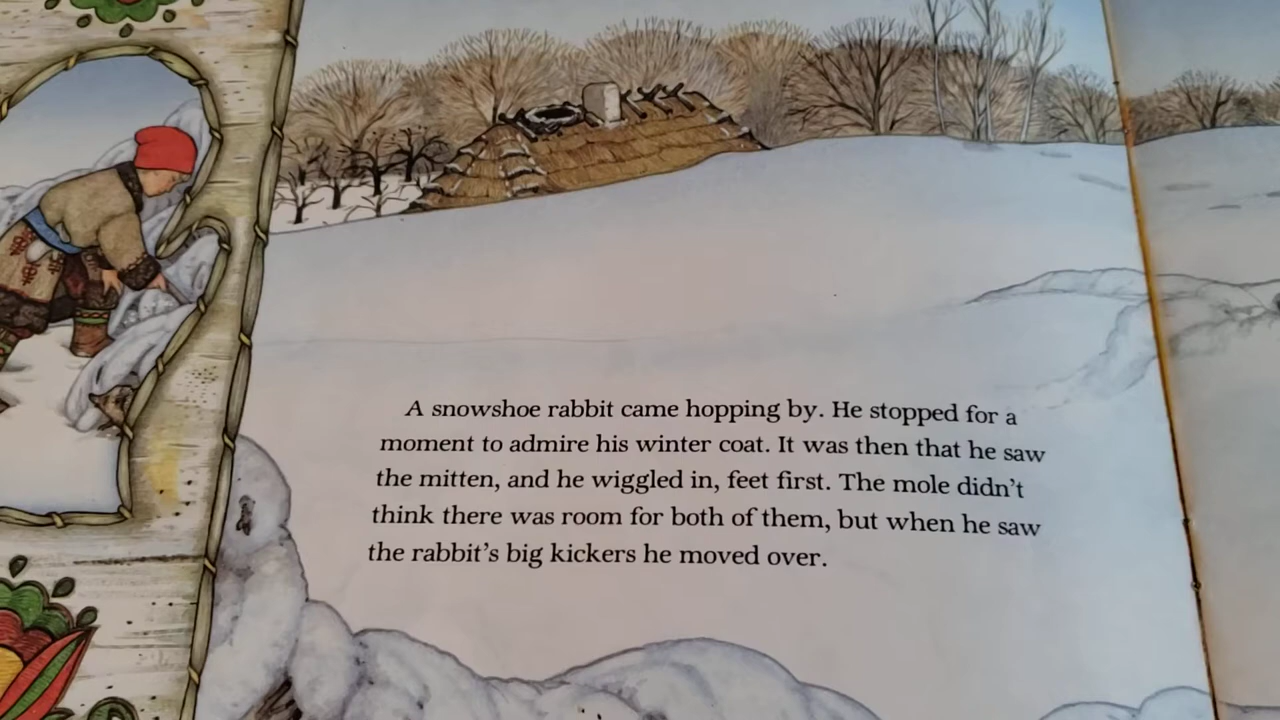 A snowshoe rabbit came hopping by. He stopped for a
moment to admire his winter coat. It was then that he saw
the mitten, and he wiggled in, feet first. The mole didn't
think there was room for both of them, but when he saw
the rabbit's big kickers he moved over.